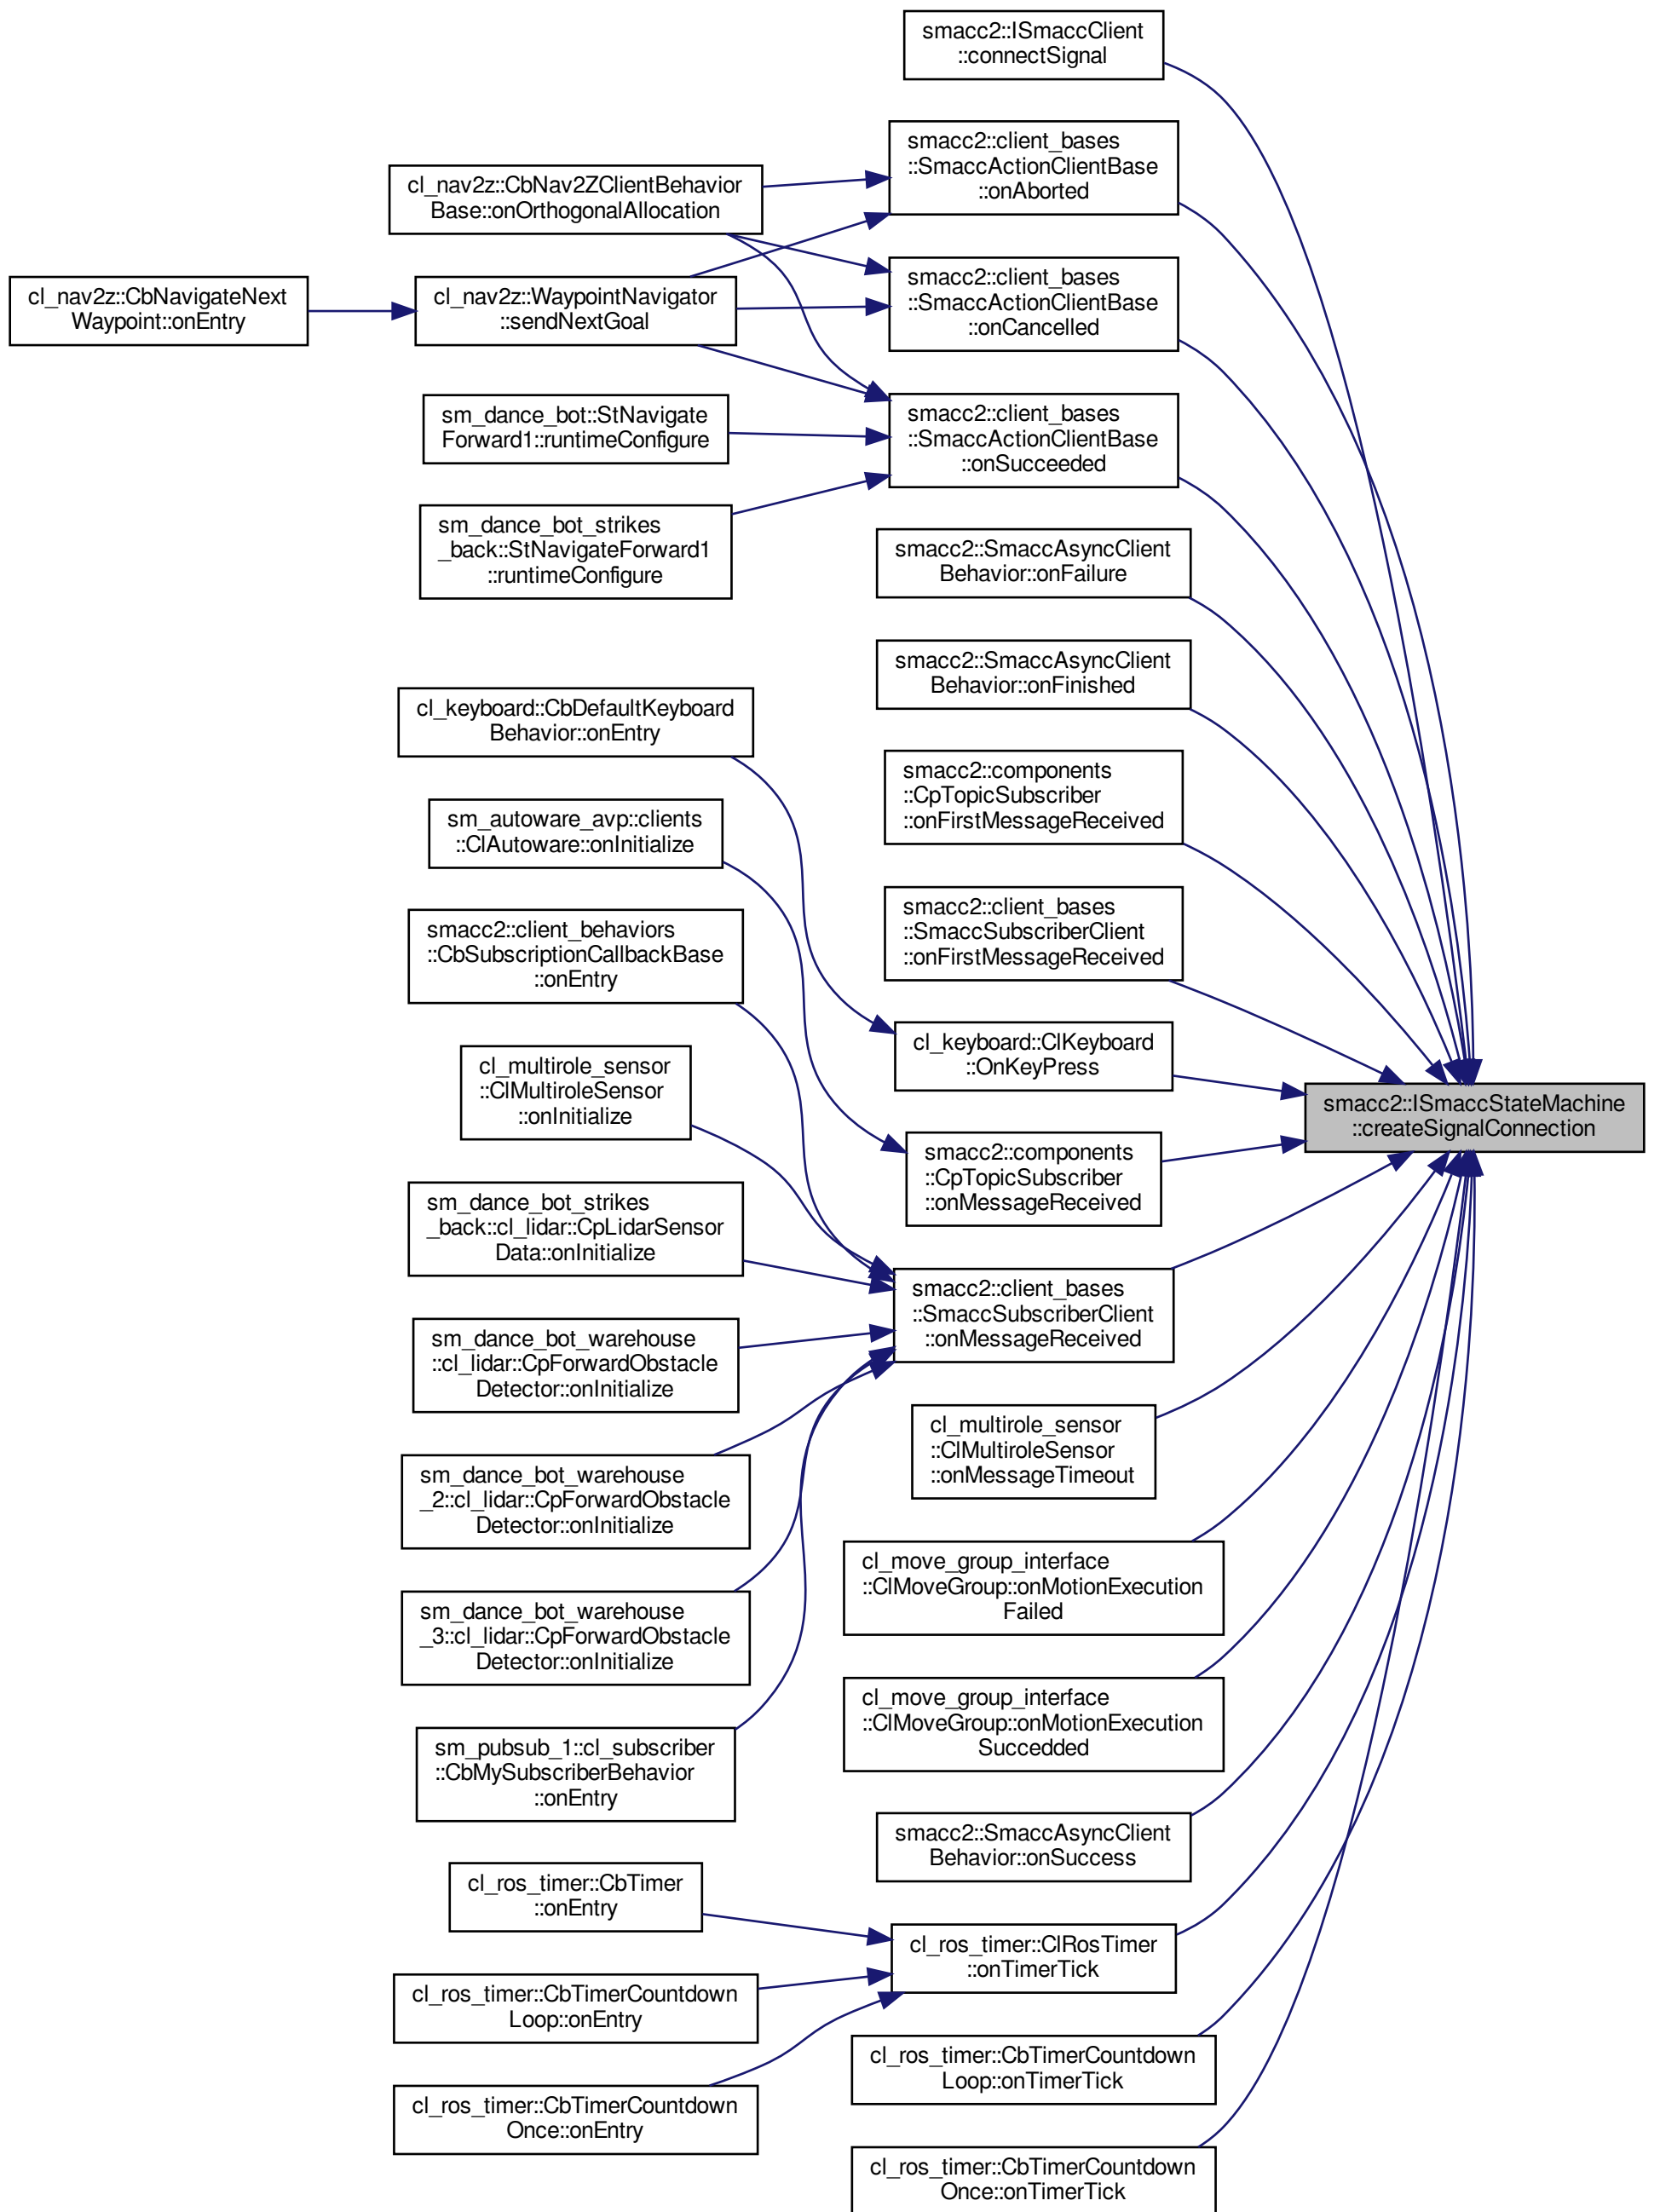 smacc2::ISmaccClient
::connectSignal
smacc2::client_bases
::SmaccActionClientBase
::onAborted
cl_nav2z::CbNav2ZClientBehavior
Base::onOrthogonalAllocation
smacc2::client_bases
::SmaccActionClientBase
::onCancelled
cl_nav2z::CbNavigateNext
Waypoint::onEntry
cl_nav2z::WaypointNavigator
::sendNextGoal
smacc2::client_bases
::SmaccActionClientBase
::onSucceeded
sm_dance_bot::StNavigate
Forward1::runtimeConfigure
sm_dance_bot_strikes
_back::StNavigateForward1
::runtimeConfigure
smacc2::SmaccAsyncClient
Behavior::onFailure
smacc2::SmaccAsyncClient
Behavior::onFinished
cl_keyboard::CbDefaultKeyboard
Behavior::onEntry
smacc2::components
::CpTopicSubscriber
::onFirstMessageReceived
sm_autoware_avp::clients
::ClAutoware::onInitialize
smacc2::client_bases
::SmaccSubscriberClient
::onFirstMessageReceived
smacc2::client_behaviors
::CbSubscriptionCallbackBase
::onEntry
cl_keyboard::ClKeyboard
::OnKeyPress
cl_multirole_sensor
::ClMultiroleSensor
::onInitialize
smacc2::ISmaccStateMachine
::createSignalConnection
smacc2::components
::CpTopicSubscriber
::onMessageReceived
sm_dance_bot_strikes
_back::cl_lidar::CpLidarSensor
Data::onInitialize
smacc2::client_bases
::SmaccSubscriberClient
::onMessageReceived
sm_dance_bot_warehouse
::cl_lidar::CpForwardObstacle
Detector::onInitialize
cl_multirole_sensor
::ClMultiroleSensor
::onMessageTimeout
sm_dance_bot_warehouse
_2::cl_lidar::CpForwardObstacle
Detector::onInitialize
cl_move_group_interface
::ClMoveGroup::onMotionExecution
Failed
sm_dance_bot_warehouse
_3::cl_lidar::CpForwardObstacle
Detector::onInitialize
cl_move_group_interface
::ClMoveGroup::onMotionExecution
Succedded
sm_pubsub_1::cl_subscriber
::CbMySubscriberBehavior
::onEntry
smacc2::SmaccAsyncClient
Behavior::onSuccess
cl_ros_timer::CbTimer
::onEntry
cl_ros_timer::ClRosTimer
::onTimerTick
cl_ros_timer::CbTimerCountdown
Loop::onEntry
cl_ros_timer::CbTimerCountdown
Loop::onTimerTick
cl_ros_timer::CbTimerCountdown
Once::onEntry
cl_ros_timer::CbTimerCountdown
Once::onTimerTick